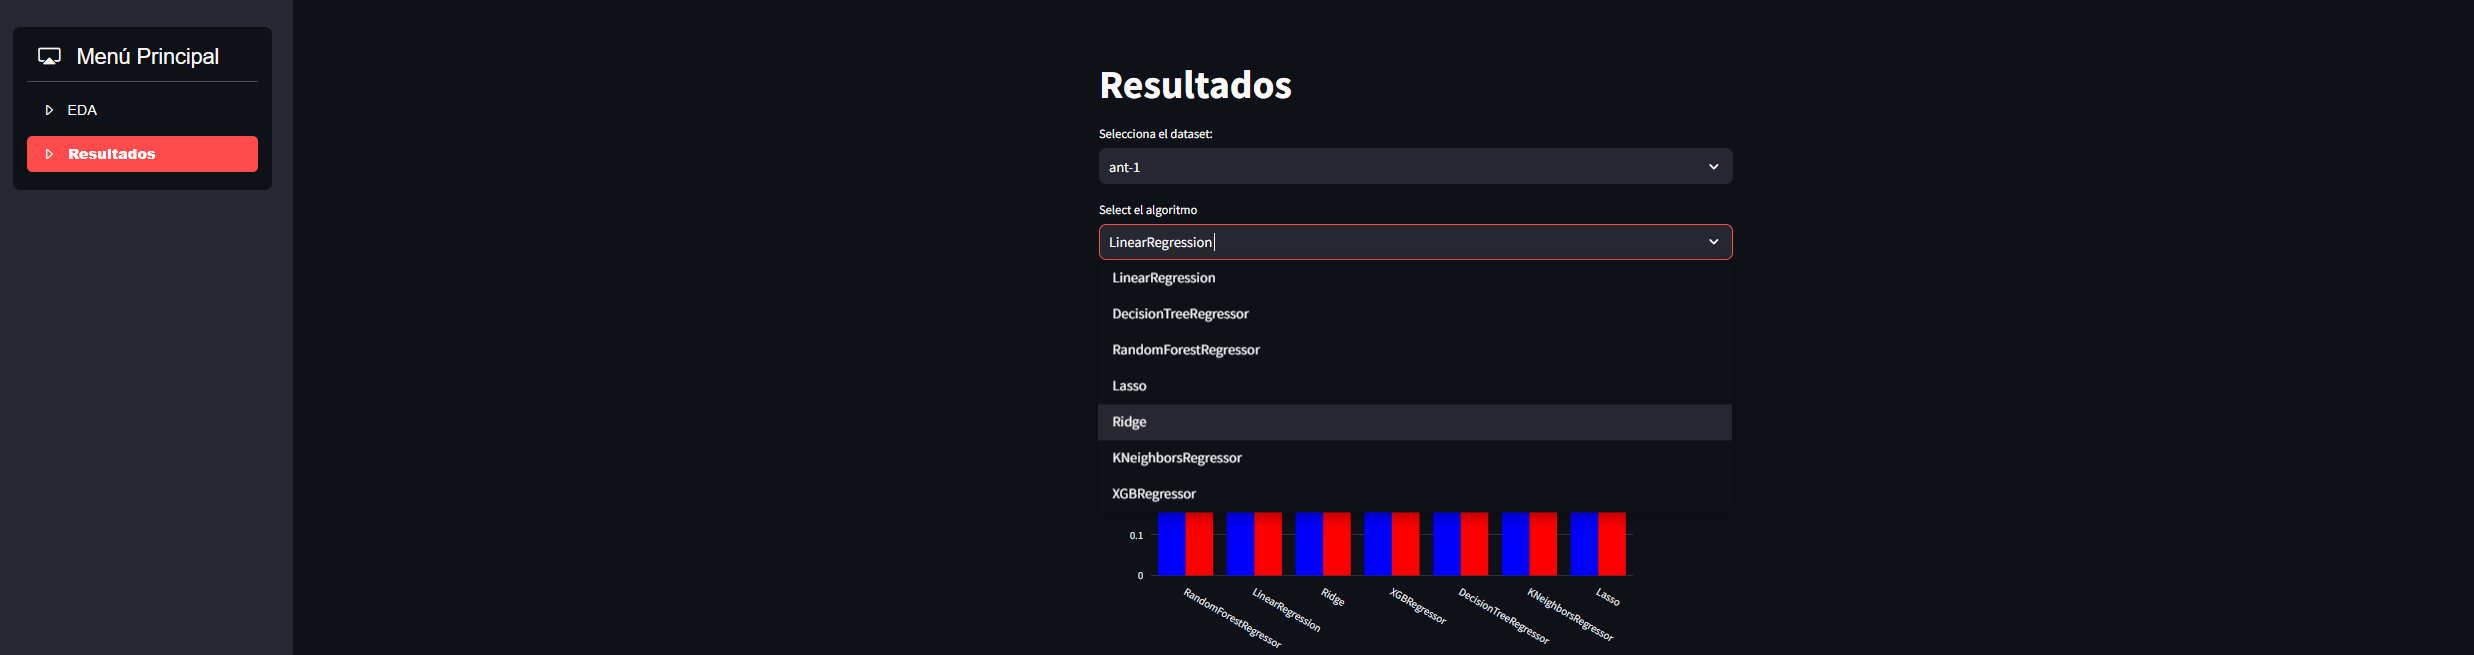 Menú Principal
EDA
Resultados
Resultados
Selecciona el dataset:
ant-1
Select el algoritmo
LinearRegression
LinearRegression
DecisionTreeRegressor
RandomForestRegressor
Lasso
Ridge
KNeighborsRegressor
XGBRegressor
0.1
0
RandomForestRegressor
LinearRegression
Ridge
XGBRegressor
DecisionTreeRegressor
KNeighborsRegressor
Lasso